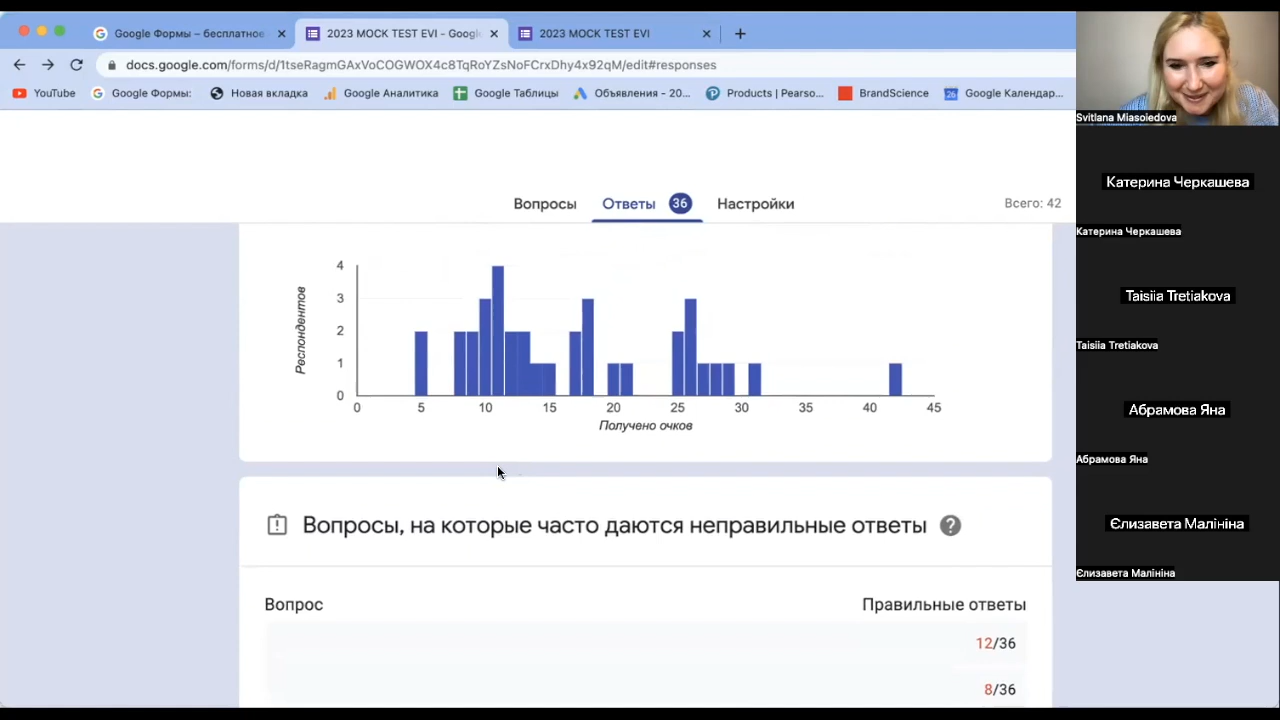 Google Формы – бесплатное
2023 MOCK TEST EVI - Googl
2023 MOCK TEST EVI
docs.google.com/forms/d/1tseRagmGAxVoCOGWOX4c8TqRoYZsNoFCrxDhy4x92qM/edit#responses
YouTube
Google Формы:
Новая вкладка
Google Аналитика
Google Таблицы
Объявления - 20...
Products | Pearso...
BrandScience
Google Календар...
Вопросы
Ответы 36
Настройки
Всего: 42
Респондентов
4
3
2
1
0
0 5 10 15 20 25 30 35 40 45
Получено очков
Вопросы, на которые часто даются неправильные ответы
Вопрос
Правильные ответы
12/36
8/36
Svitlana Miasoiedova
Катерина Черкашева
Катерина Черкашева
Taisiia Tretiakova
Taisiia Tretiakova
Абрамова Яна
Абрамова Яна
Єлизавета Малініна
Єлизавета Малініна